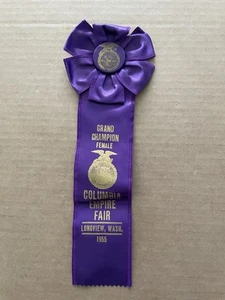 GRAND
CHAMPION
FEMALE
COLUMBIA
EMPIRE
FAIR
LONGVIEW, WASH.
1955